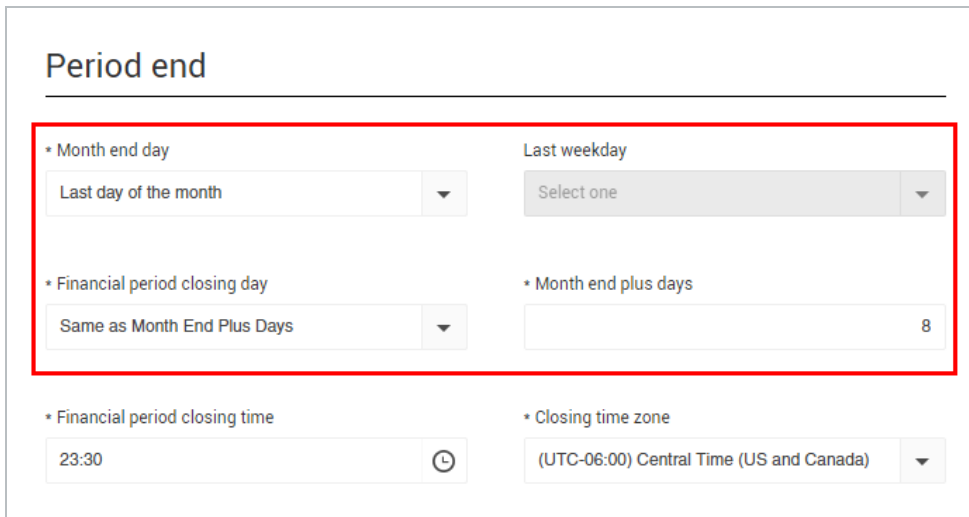 Period end
* Month end day
Last weekday
Last day of the month
Select one
* Financial period closing day
* Month end plus days
Same as Month End Plus Days
8
* Financial period closing time
* Closing time zone
23:30
(UTC-06:00) Central Time (US and Canada)